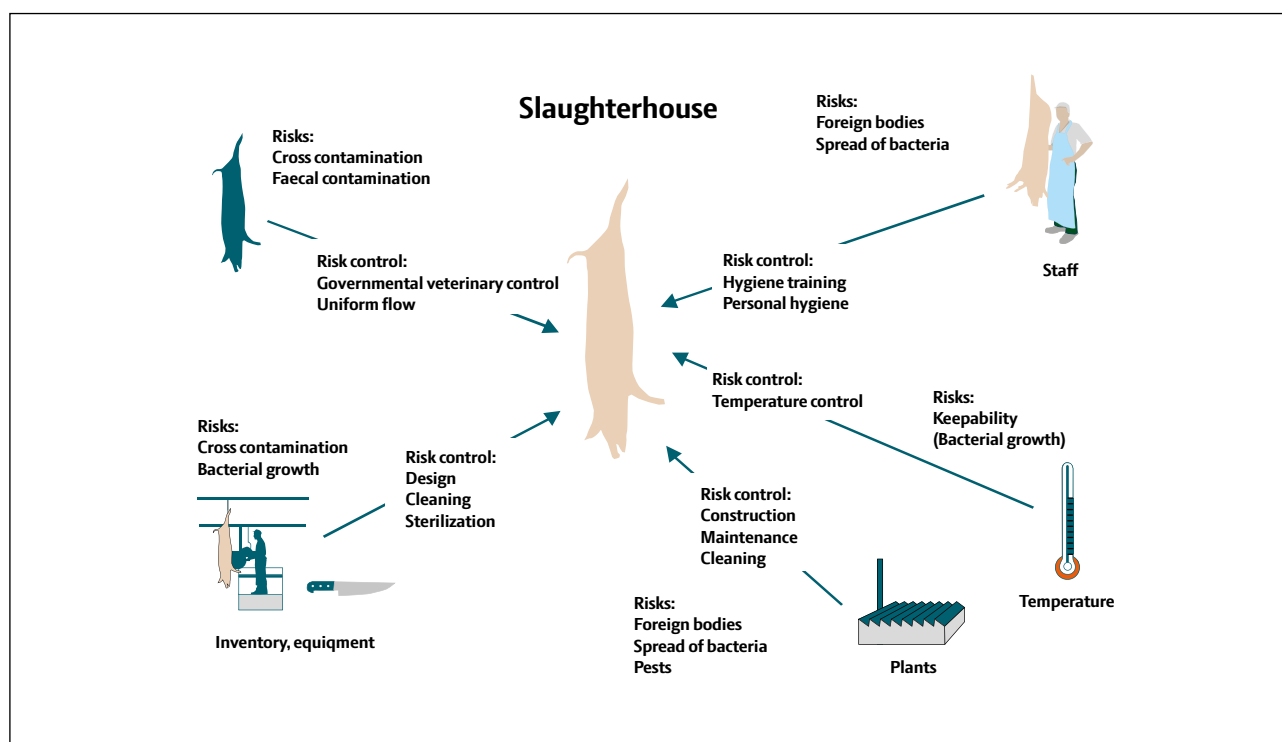 Slaughterhouse
Risks:
Cross contamination
Faecal contamination
Risk control:
Governmental veterinary control
Uniform flow
Risks:
Foreign bodies
Spread of bacteria
Staff
Risk control:
Hygiene training
Personal hygiene
Risk control:
Temperature control
Risks:
Keepability
(Bacterial growth)
Temperature
Risks:
Cross contamination
Bacterial growth
Risk control:
Design
Cleaning
Sterilization
Inventory, equiqment
Risk control:
Construction
Maintenance
Cleaning
Risks:
Foreign bodies
Spread of bacteria
Pests
Plants